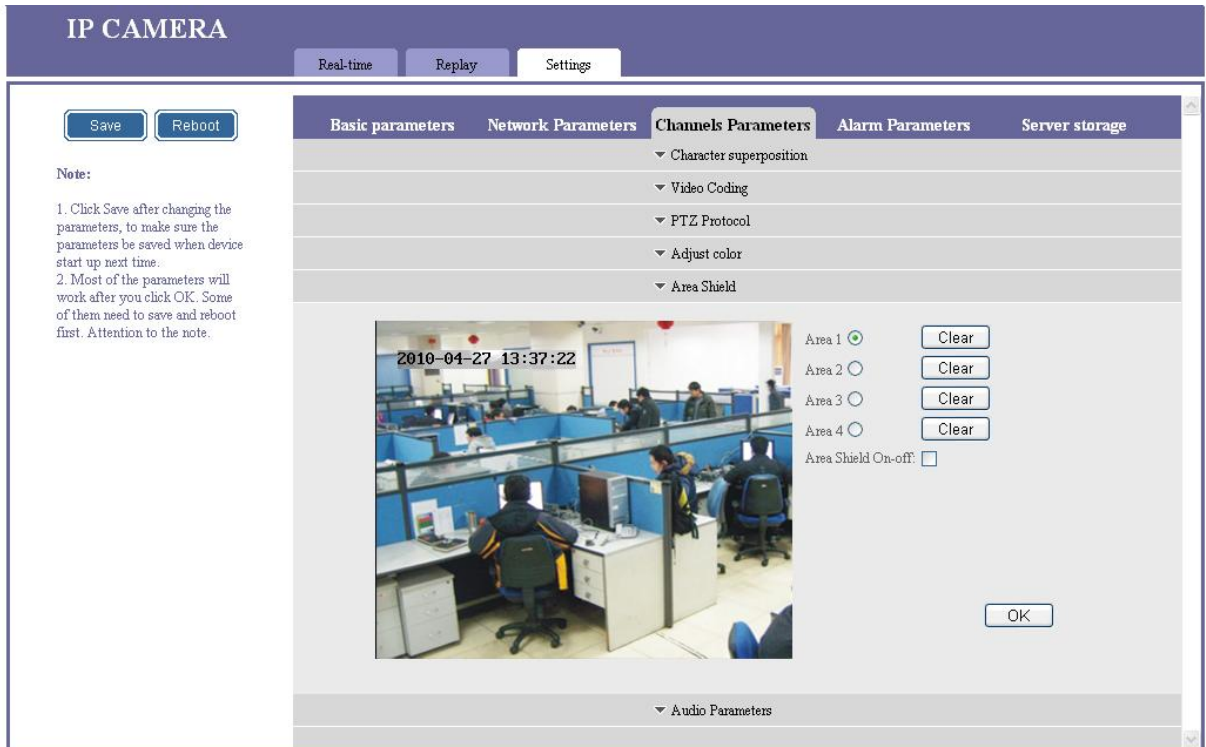 IP CAMERA
Real-time Replay Settings
Save Reboot
Basic parameters Network Parameters Channels Parameters Alarm Parameters Server storage
Note:
1. Click Save after changing the
parameters, to make sure the
parameters be saved when device
start up next time.
2. Most of the parameters will
work after you click OK. Some
of them need to save and reboot
first. Attention to the note.
Character superposition
Video Coding
PTZ Protocol
Adjust color
Area Shield
2010-04-27 13:37:22
Area 1 Clear
Area 2 Clear
Area 3 Clear
Area 4 Clear
Area Shield On-off:
OK
Audio Parameters